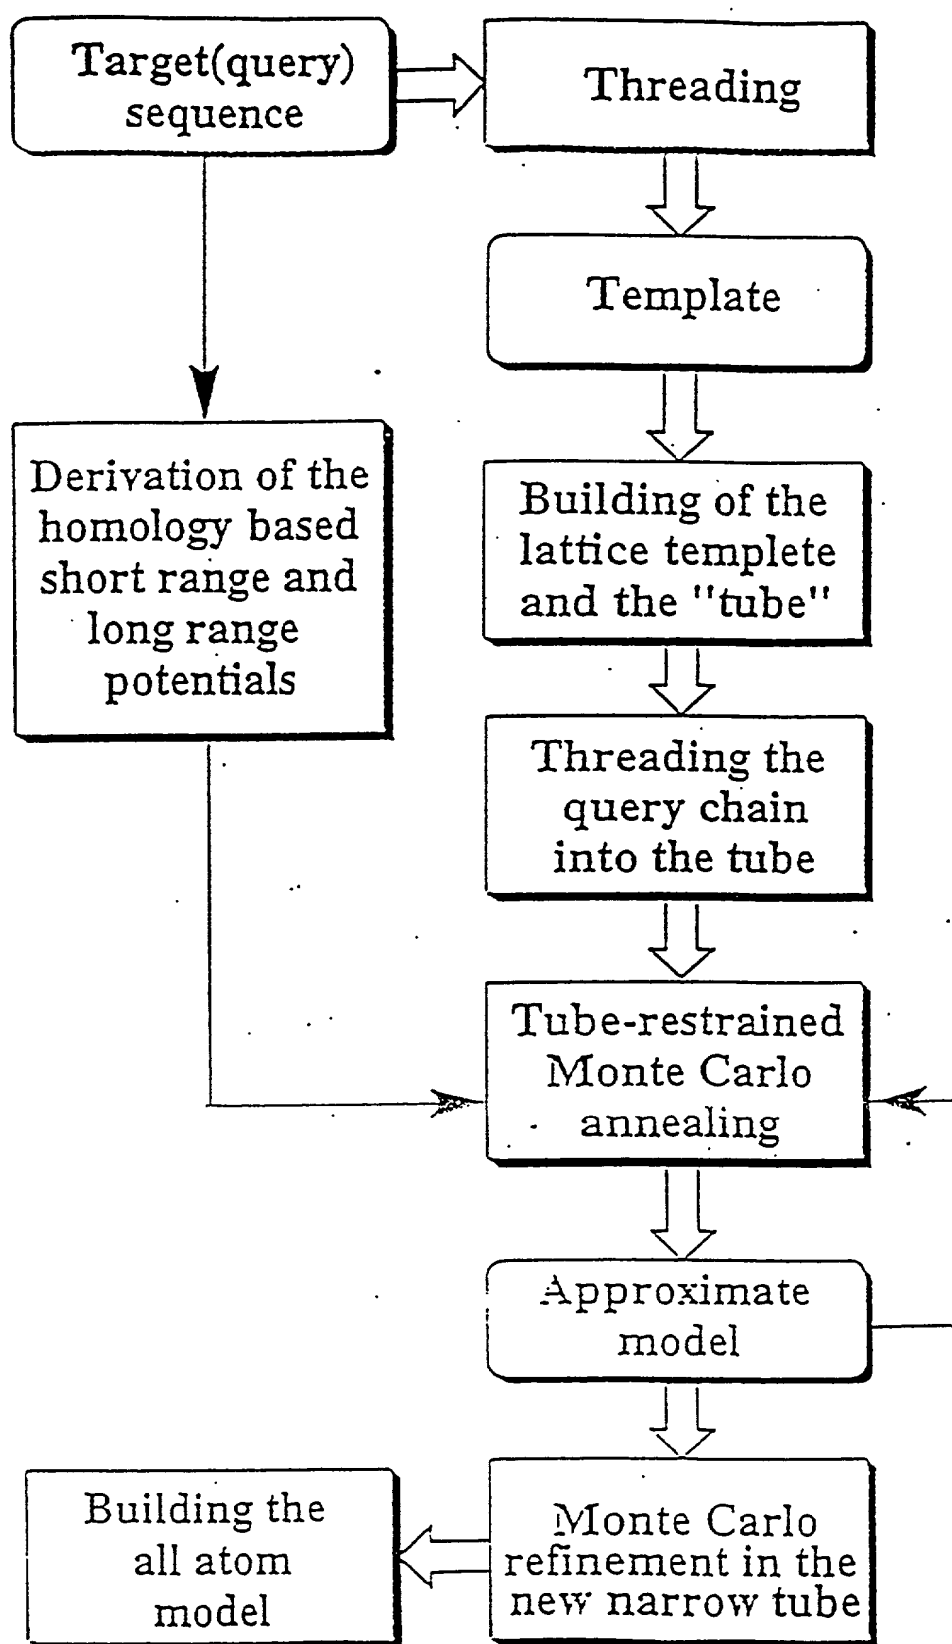 Target(query)
sequence
Threading
Template
Derivation of the
homology based
short range and
long range
potentials
Building of the
lattice templete
and the "tube"
Threading the
query chain
into the tube
Tube-restrained
Monte Carlo
annealing
Approximate
model
Monte Carlo
refinement in the
new narrow tube
Building the
all atom
model